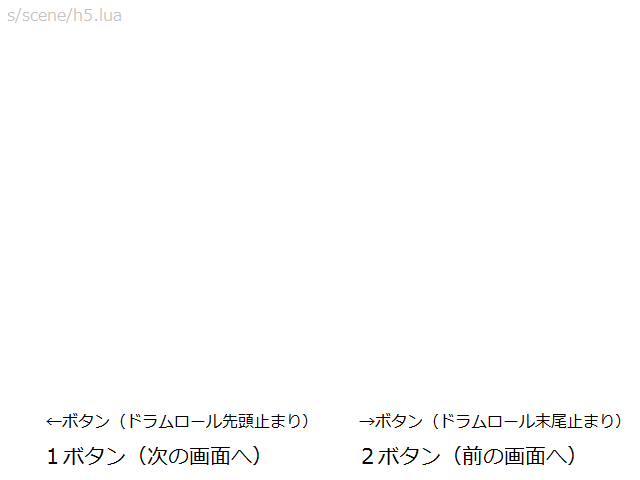 s/scene/h5.lua
←ボタン（ドラムロール先頭止まり）
→ボタン（ドラムロール末尾止まり）
１ボタン（次の画面へ）
２ボタン（前の画面へ）